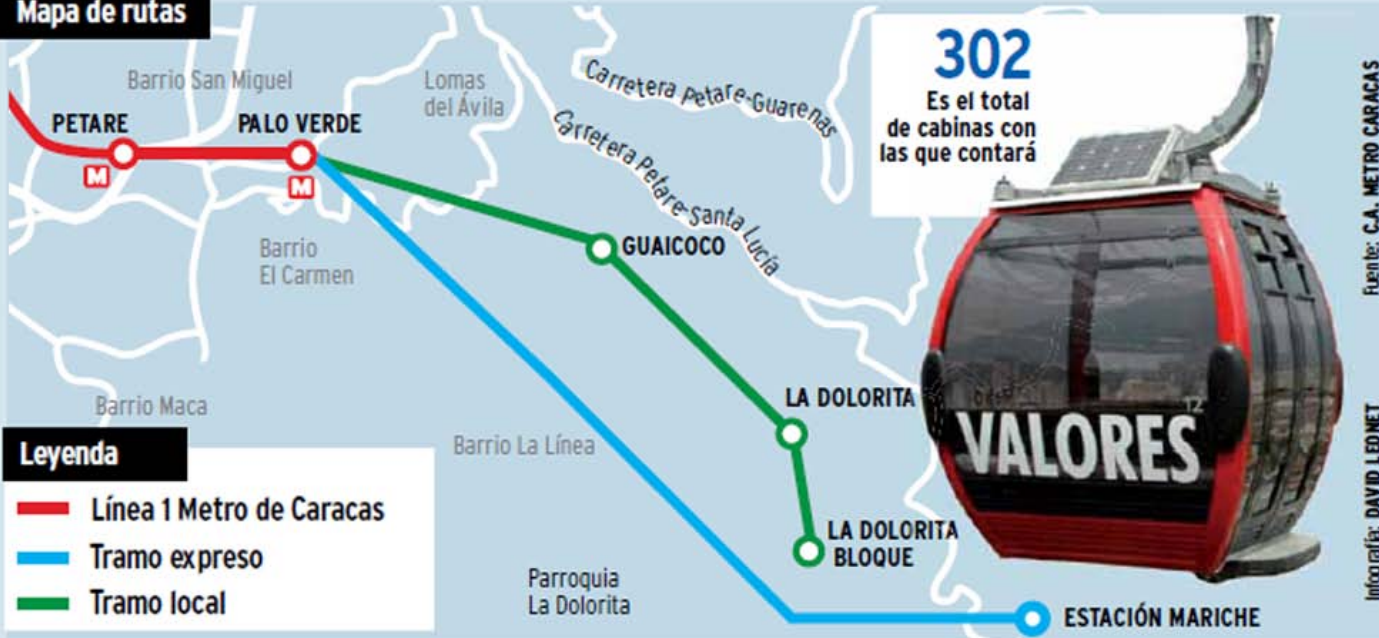 Mapa de rutas
Barrio San Miguel
Lomas
del Ávila
PETARE
PALO VERDE
M
M
Carretera Petare-Guarenas
Carretera Petare-Santa Lucía
302
Es el total
de cabinas con
las que contará
Barrio
El Carmen
GUAICOCO
Barrio Maca
LA DOLORITA
Barrio La Línea
12
VALORES
LA DOLORITA
BLOQUE
Parroquia
La Dolorita
ESTACIÓN MARICHE
Leyenda
Línea 1 Metro de Caracas
Tramo expreso
Tramo local
Fuente: C.A. METRO CARACAS
Infografía: DAVID LEDNET